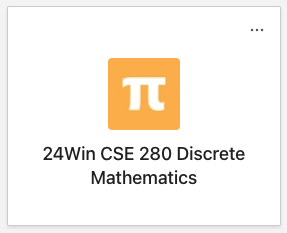 π
24Win CSE 280 Discrete
Mathematics